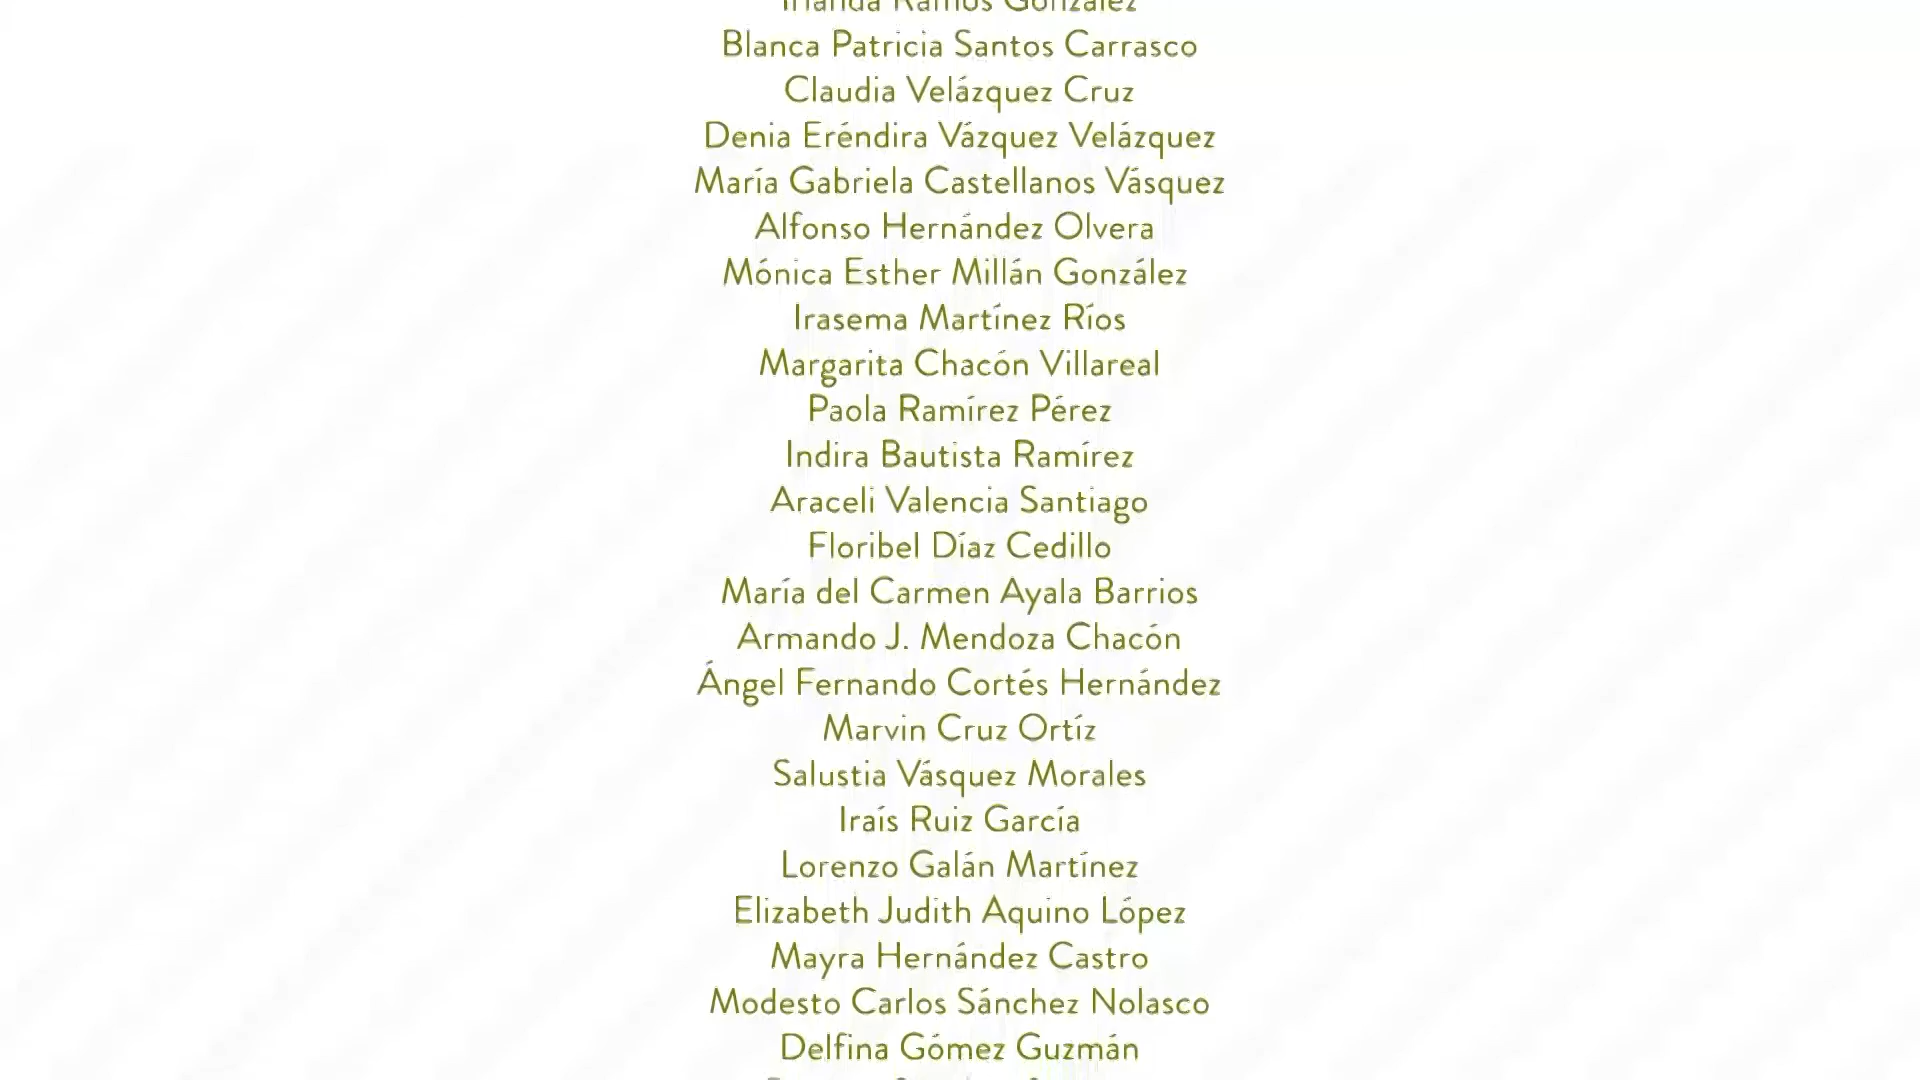 Ramos González
Blanca Patricia Santos Carrasco
Claudia Velázquez Cruz
Denia Eréndira Vázquez Velázquez
María Gabriela Castellanos Vásquez
Alfonso Hernández Olvera
Mónica Esther Millán González
Irasema Martínez Ríos
Margarita Chacón Villareal
Paola Ramírez Pérez
Indira Bautista Ramírez
Araceli Valencia Santiago
Floribel Díaz Cedillo
María del Carmen Ayala Barrios
Armando J. Mendoza Chacón
Ángel Fernando Cortés Hernández
Marvin Cruz Ortíz
Salustia Vásquez Morales
Iraís Ruiz García
Lorenzo Galán Martínez
Elizabeth Judith Aquino López
Mayra Hernández Castro
Modesto Carlos Sánchez Nolasco
Delfina Gómez Guzmán